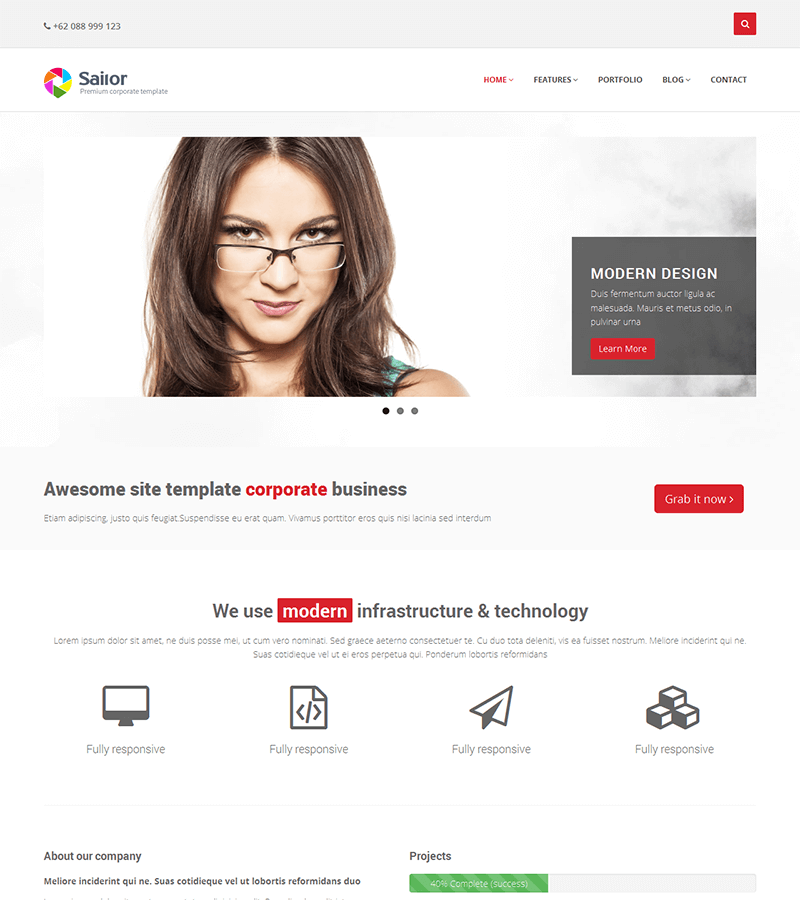 +62 088 999 123
Sailor
Premium corporate template
HOME
FEATURES
PORTFOLIO
BLOG
CONTACT
MODERN DESIGN
Duis fermentum auctor ligula ac
malesuada. Mauris et metus odio, in
pulvinar urna
Learn More
Awesome site template corporate business
Grab it now
Etiam adipiscing, justo quis feugiat.Suspendisse eu erat quam. Vivamus porttitor eros quis nisi lacinia sed interdum
We use modern infrastructure & technology
Lorem ipsum dolor sit amet, ne duis posse mei, ut cum vero nominati. Sed graece aeterno consectetuer te. Cu duo tota deleniti, vis ea fuisset nostrum. Meliore inciderint qui ne.
Suas cotidieque vel ut ei eros perpetua qui. Ponderum lobortis reformidans
Fully responsive
Fully responsive
Fully responsive
Fully responsive
About our company
Meliore inciderint qui ne. Suas cotidieque vel ut lobortis reformidans duo
Projects
40% Complete (success)